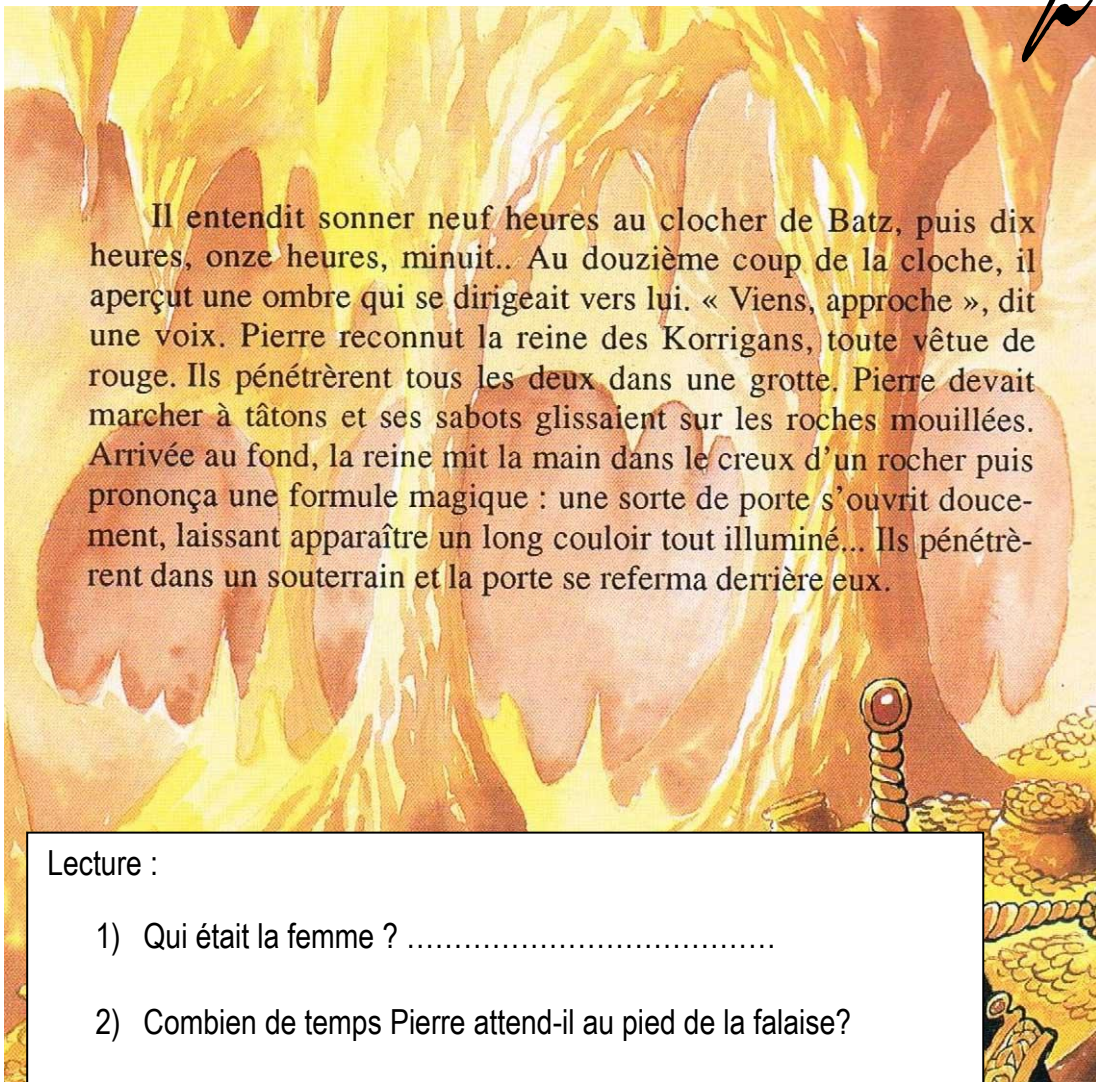 Il entendit sonner neuf heures au clocher de Batz, puis dix
heures, onze heures, minuit.. Au douzième coup de la cloche, il
aperçut une ombre qui se dirigeait vers lui. « Viens, approche », dit
une voix. Pierre reconnut la reine des Korrigans, toute vêtue de
rouge. Ils pénétrèrent tous les deux dans une grotte. Pierre devait
marcher à tâtons et ses sabots glissaient sur les roches mouillées.
Arrivée au fond, la reine mit la main dans le creux d'un rocher puis
prononça une formule magique : une sorte de porte s'ouvrit douce-
ment, laissant apparaître un long couloir tout illuminé... Ils pénétrè-
rent dans un souterrain et la porte se referma derrière eux.
Lecture :
1) Qui était la femme ? …………………………………
2) Combien de temps Pierre attend-il au pied de la falaise?